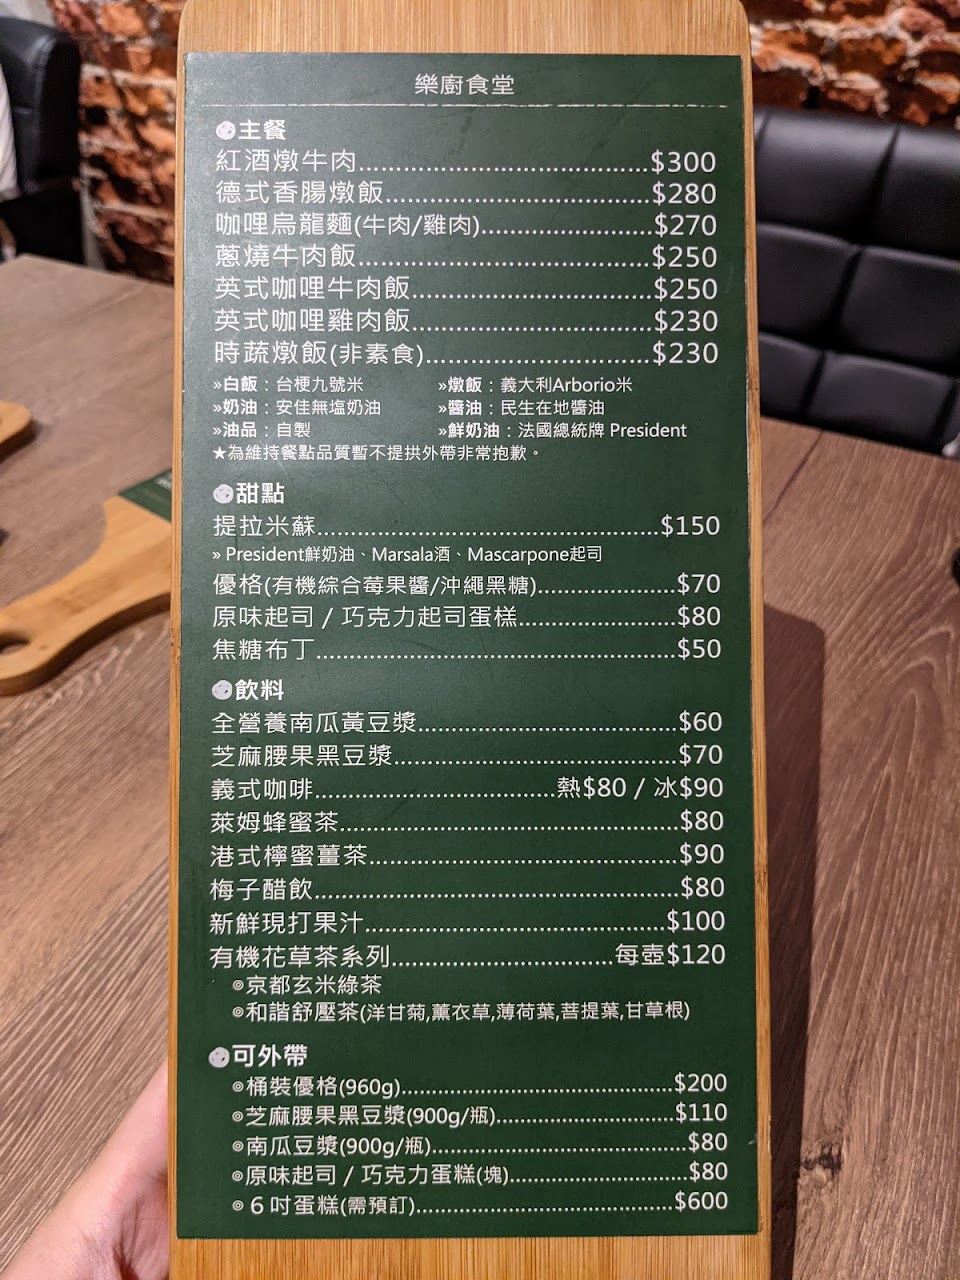 樂廚食堂
主餐
紅酒燉牛肉..............................$300
德式香腸燉飯..............................$280
咖哩烏龍麵(牛肉/雞肉)..................$270
蔥燒牛肉飯..............................$250
英式咖哩牛肉飯..........................$250
英式咖哩雞肉飯..........................$230
時蔬燉飯(非素食)........................$230
»白飯：台梗九號米 »燉飯：義大利Arborio米
»奶油：安佳無塩奶油 »醬油：民生在地醬油
»油品：自製 »鮮奶油：法國總統牌 President
★為維持餐點品質暫不提拱外帶非常抱歉。
甜點
提拉米蘇..............................$150
» President鮮奶油、Marsala酒、Mascarpone起司
優格(有機綜合莓果醬/沖繩黑糖)..................$70
原味起司 / 巧克力起司蛋糕..................$80
焦糖布丁..............................$50
飲料
全營養南瓜黃豆漿..............................$60
芝麻腰果黑豆漿..............................$70
義式咖啡..............................熱$80 / 冰$90
萊姆蜂蜜茶..............................$80
港式檸蜜薑茶..............................$90
梅子醋飲..............................$80
新鮮現打果汁..............................$100
有機花草茶系列..............................每壺$120
◎京都玄米綠茶
◎和諧舒壓茶(洋甘菊,薰衣草,薄荷葉,菩提葉,甘草根)
可外帶
◎桶裝優格(960g)..............................$200
◎芝麻腰果黑豆漿(900g/瓶)..................$110
◎南瓜豆漿(900g/瓶)..............................$80
◎原味起司 / 巧克力蛋糕(塊)..................$80
◎6吋蛋糕(需預訂)..............................$600